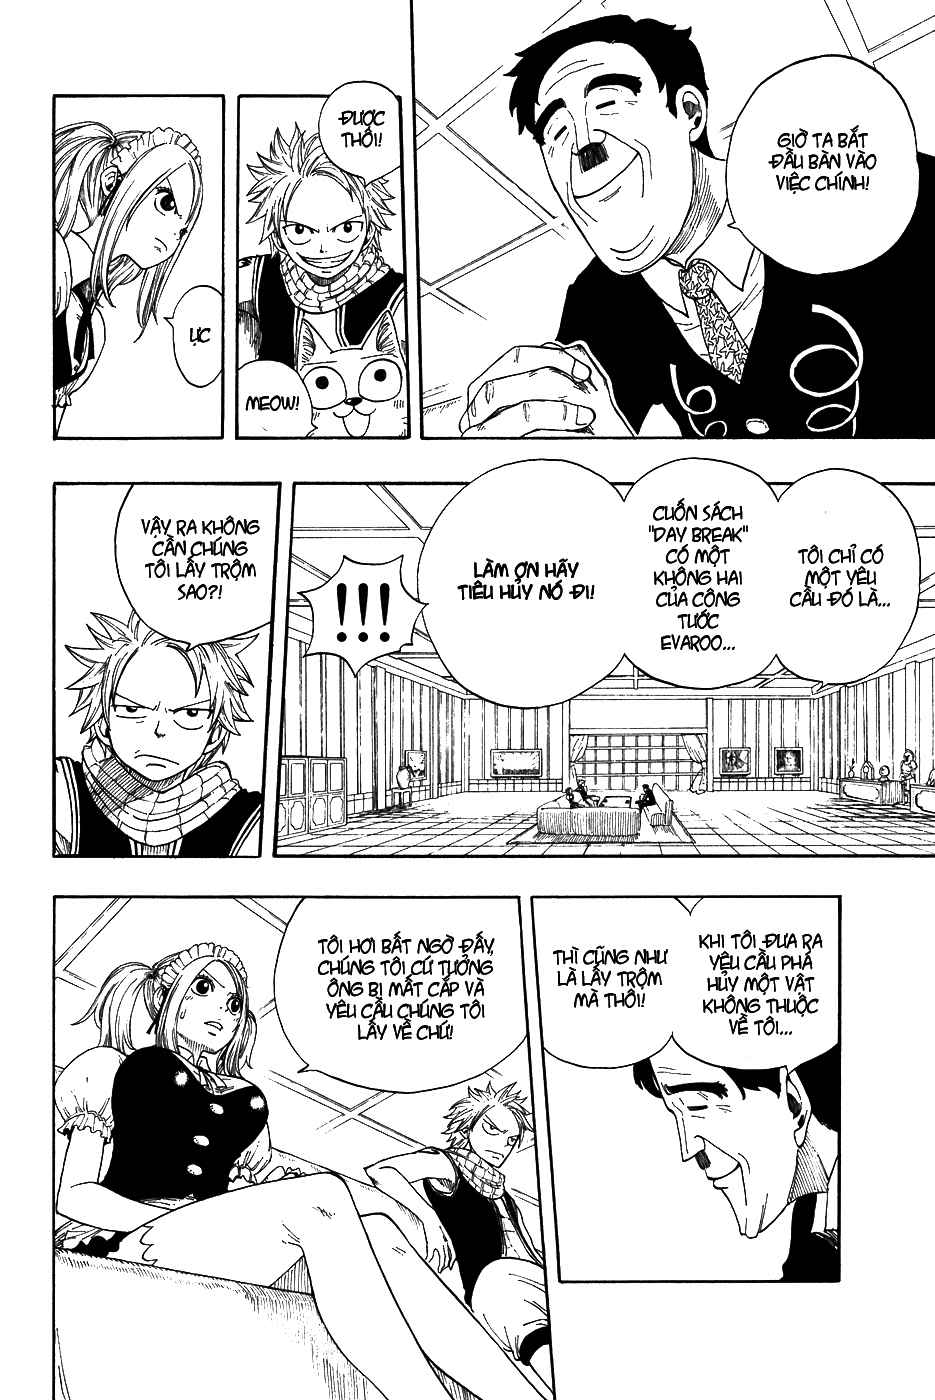 GIỜ TA BẮT
ĐẦU BÀN VÀO
VIỆC CHÍNH!
ĐƯỢC
THÔI!
MEOW!
ỰC
TÔI CHỈ CÓ
MỘT YÊU
CẦU ĐÓ LÀ...
CUỐN SÁCH
"DAY BREAK"
CÓ MỘT
KHÔNG HAI
CỦA CÔNG
TƯỚC
EVAROO...
LÀM ƠN HÃY
TIÊU HỦY NÓ ĐI!
!!!
VẬY RA KHÔNG
CẦN CHÚNG
TÔI LẤY TRỘM
SAO?!
KHI TÔI ĐƯA RA
YÊU CẦU PHÁ
HỦY MỘT VẬT
KHÔNG THUỘC
VỀ TÔI...
THÌ CŨNG NHƯ
LÀ LẤY TRỘM
MÀ THÔI!
TÔI HƠI BẤT NGỜ ĐẤY,
CHÚNG TÔI CỨ TƯỞNG
ÔNG BỊ MẤT CẮP VÀ
YÊU CẦU CHÚNG TÔI
LẤY VỀ CHỨ!